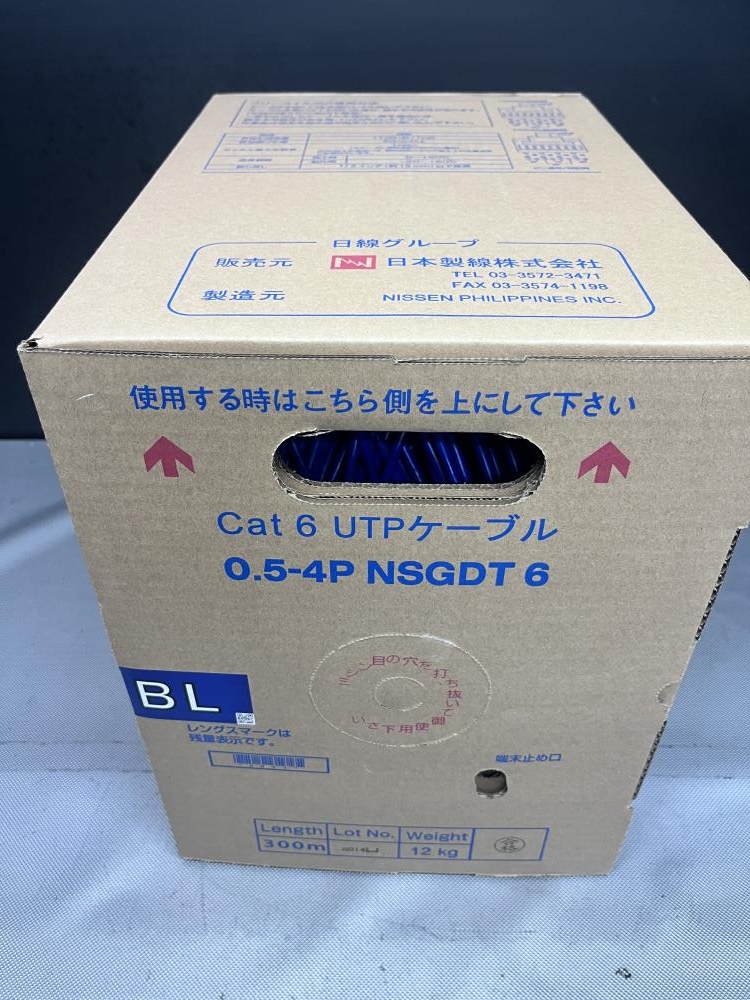 日線グループ
販売元 日本製線株式会社
TEL 03-3572-3471
FAX 03-3574-1198
製造元 NISSEN PHILIPPINES INC.
使用する時はこちら側を上にして下さい
Cat 6 UTPケーブル
0.5-4P NSGDT 6
ミシン目の穴を打ち抜いて御使用下さい
BL
レングスマークは
残量表示です。
端末止め口
Length Lot No. Weight
300m 12 kg
合格